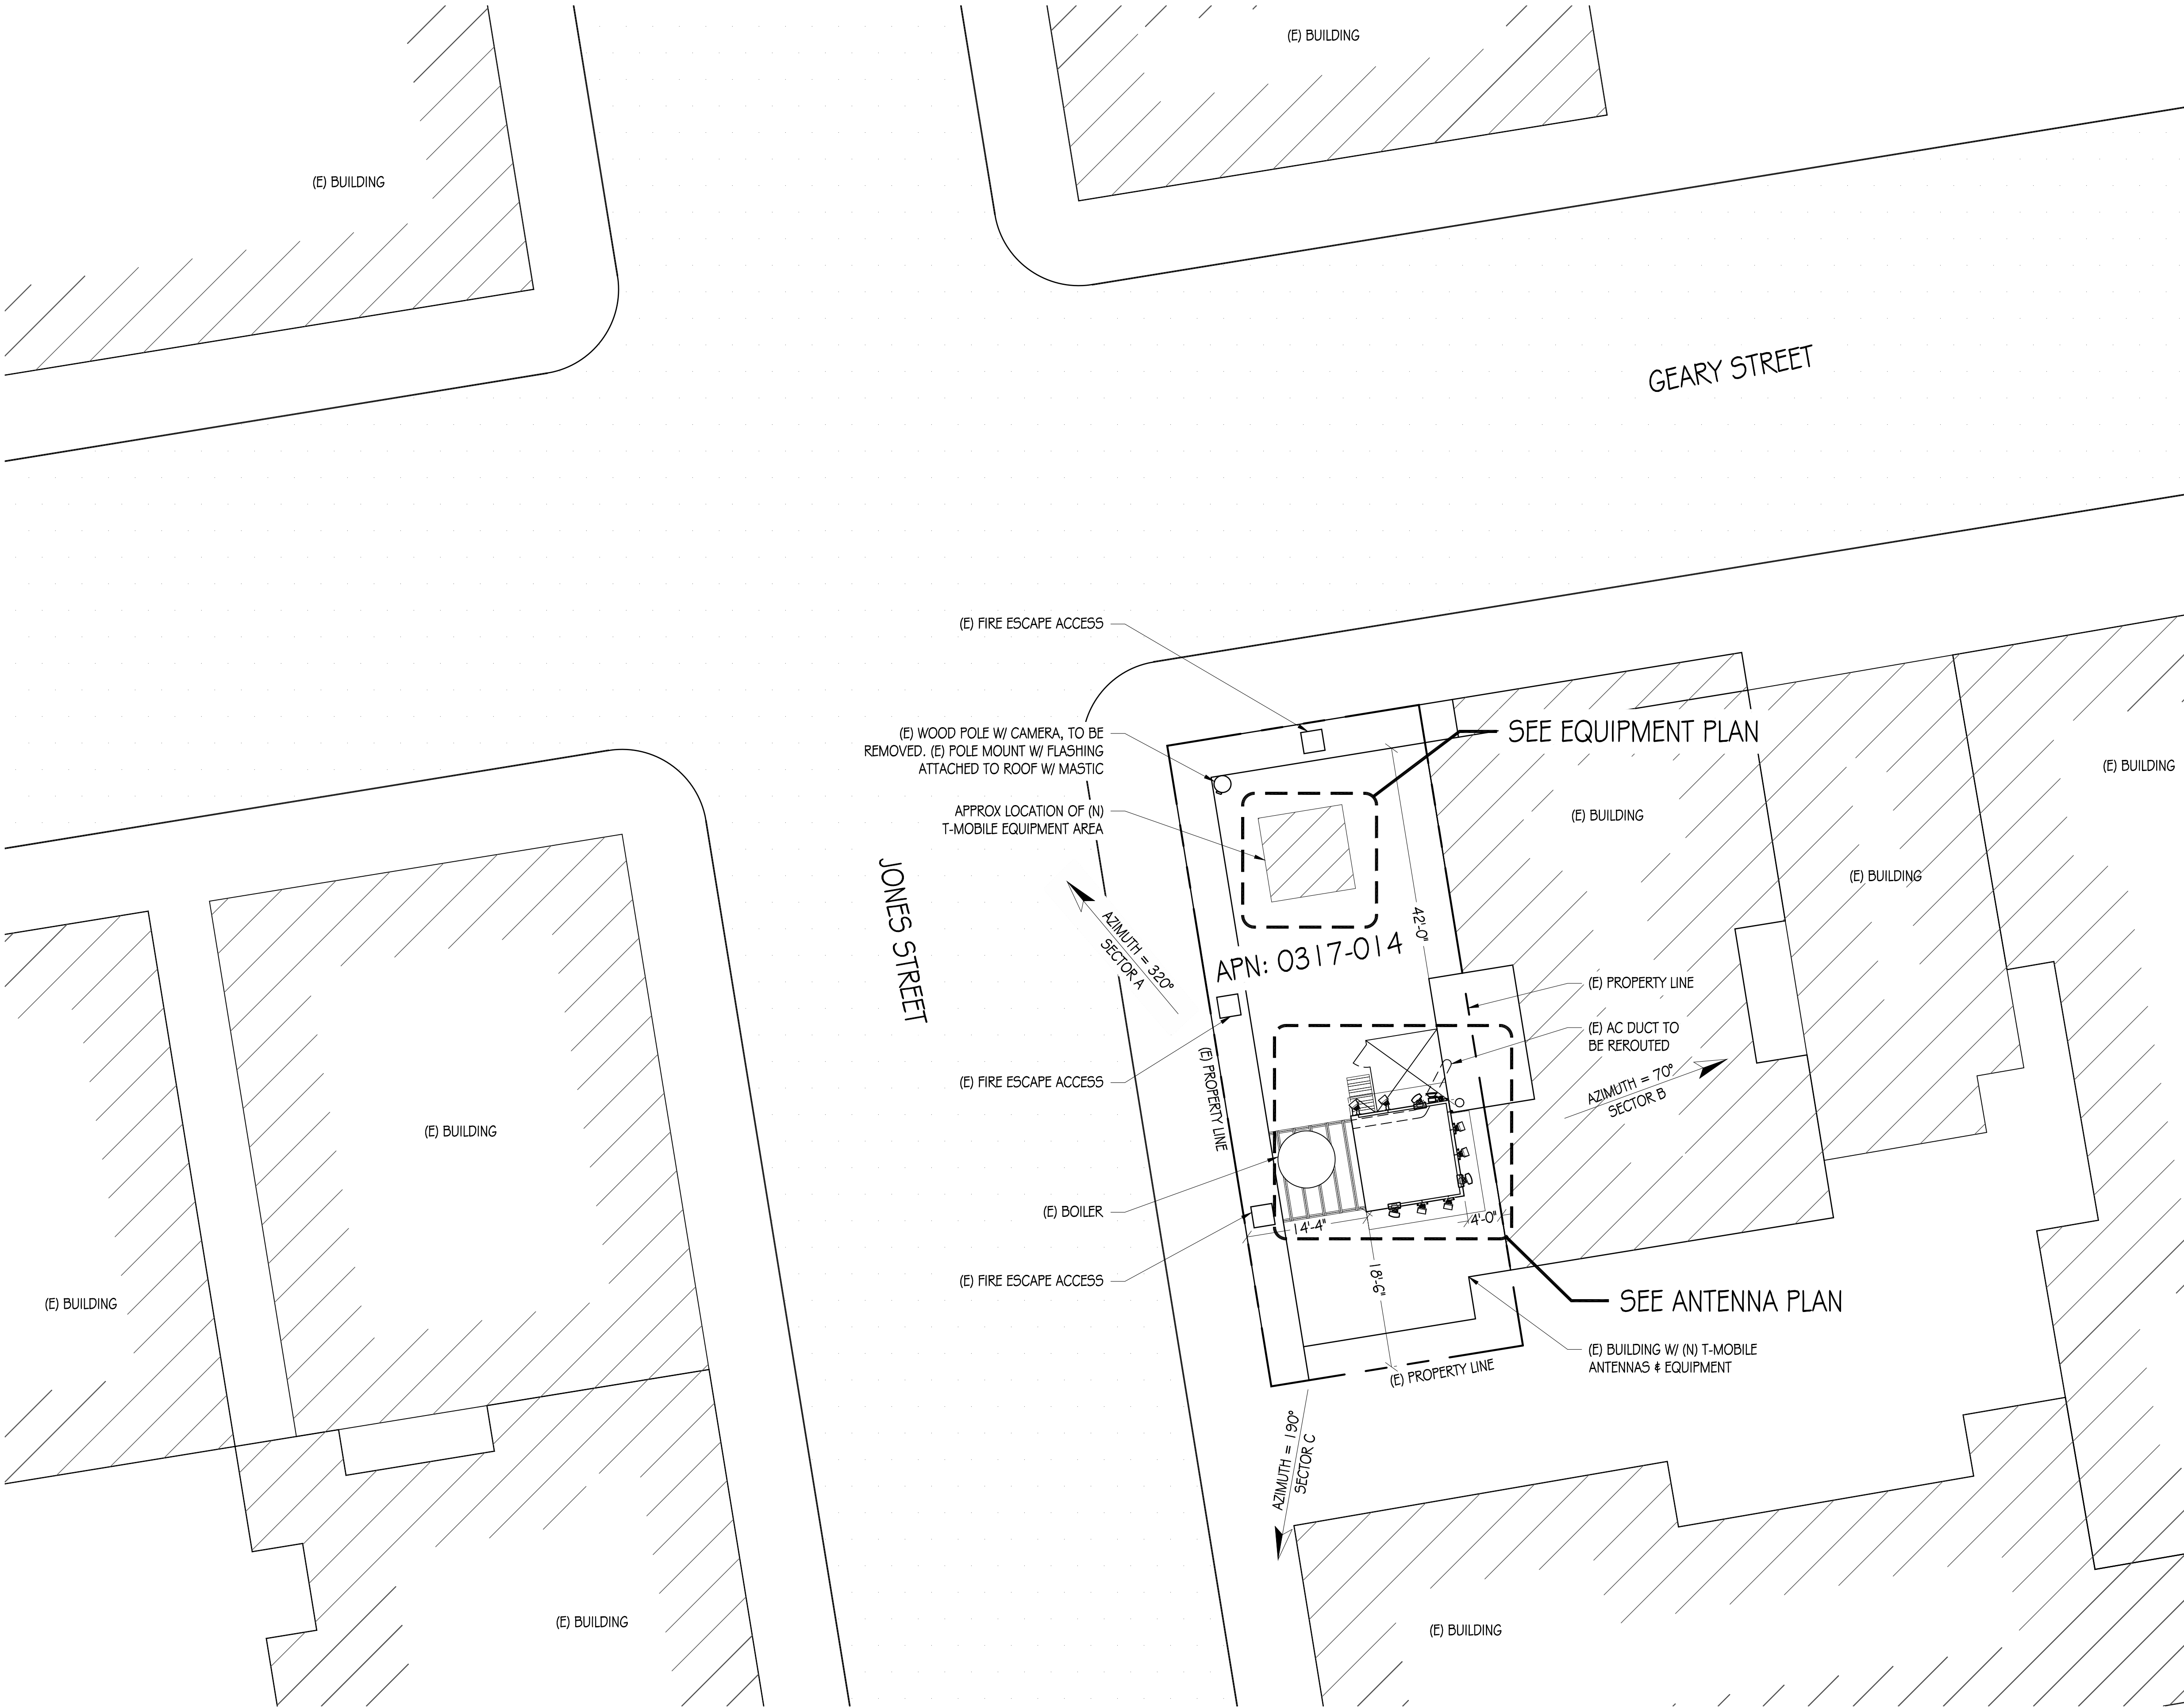 (E) BUILDING
(E) BUILDING
GEARY STREET
(E) FIRE ESCAPE ACCESS
(E) WOOD POLE W/ CAMERA, TO BE
REMOVED. (E) POLE MOUNT W/ FLASHING
ATTACHED TO ROOF W/ MASTIC
SEE EQUIPMENT PLAN
(E) BUILDING
APPROX LOCATION OF (N)
T-MOBILE EQUIPMENT AREA
(E) BUILDING
(E) BUILDING
JONES STREET
AZIMUTH = 320°
SECTOR A
42'-0"
APN: 0317-014
(E) PROPERTY LINE
(E) AC DUCT TO
BE REROUTED
AZIMUTH = 70°
SECTOR B
(E) FIRE ESCAPE ACCESS
(E) PROPERTY LINE
(E) BUILDING
(E) BOILER
14'-4"
4'-0"
(E) FIRE ESCAPE ACCESS
18'-6"
(E) BUILDING
SEE ANTENNA PLAN
(E) BUILDING W/ (N) T-MOBILE
ANTENNAS & EQUIPMENT
(E) PROPERTY LINE
AZIMUTH = 190°
SECTOR C
(E) BUILDING
(E) BUILDING